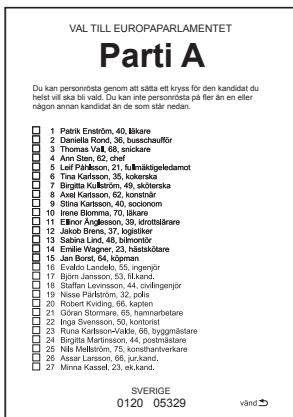 VAL TILL EUROPAPARLAMENTET
Parti A
Du kan personrösta genom att sätta ett kryss för den kandidat du
helst vill ska bli vald. Du kan inte personrösta på fler än en eller
någon annan kandidat än de som står nedan.
1 Patrik Enström, 40, läkare
2 Daniella Rond, 36, busschaufför
3 Thomas Vall, 68, snickare
4 Ann Sten, 62, chef
5 Leif Påhlsson, 21, fullmäktigeledamot
6 Tina Karlsson, 35, kokerska
7 Birgitta Kullström, 49, sköterska
8 Axel Karlsson, 62, konstnär
9 Stina Karlsson, 40, socionom
10 Irene Blomma, 70, läkare
11 Ellinor Änglesson, 39, idrottslärare
12 Jakob Brens, 37, logistiker
13 Sabina Lind, 48, bilmontör
14 Emilie Wagner, 23, hästskötare
15 Jan Borst, 64, köpman
16 Evaldo Landelo, 55, ingenjör
17 Björn Jansson, 53, fil.kand.
18 Staffan Levinsson, 44, civilingenjör
19 Nisse Pärlström, 32, polis
20 Robert Kviding, 66, kapten
21 Göran Stormare, 65, hamnarbetare
22 Inga Svensson, 50, kontorist
23 Runa Karlsson-Valde, 66, byggmästare
24 Birgitta Martinsson, 44, postmästare
25 Nils Mellström, 75, konsthantverkare
26 Assar Larsson, 66, jur.kand.
27 Minna Kassel, 23, ek.kand.
SVERIGE
0120 05329
vänd